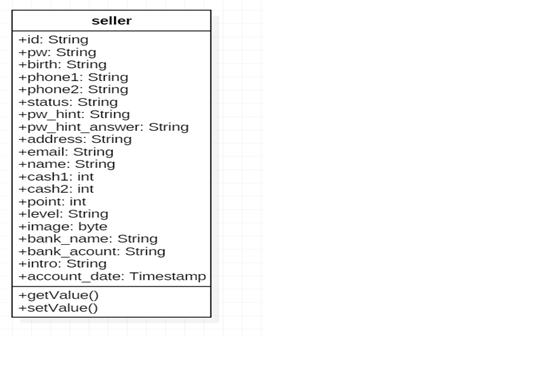 seller
+id: String
+pw: String
+birth: String
+phone1: String
+phone2: String
+status: String
+pw_hint: String
+pw_hint_answer: String
+address: String
+email: String
+name: String
+cash1: int
+cash2: int
+point: int
+level: String
+image: byte
+bank_name: String
+bank_acount: String
+intro: String
+account_date: Timestamp
+getValue()
+setValue()